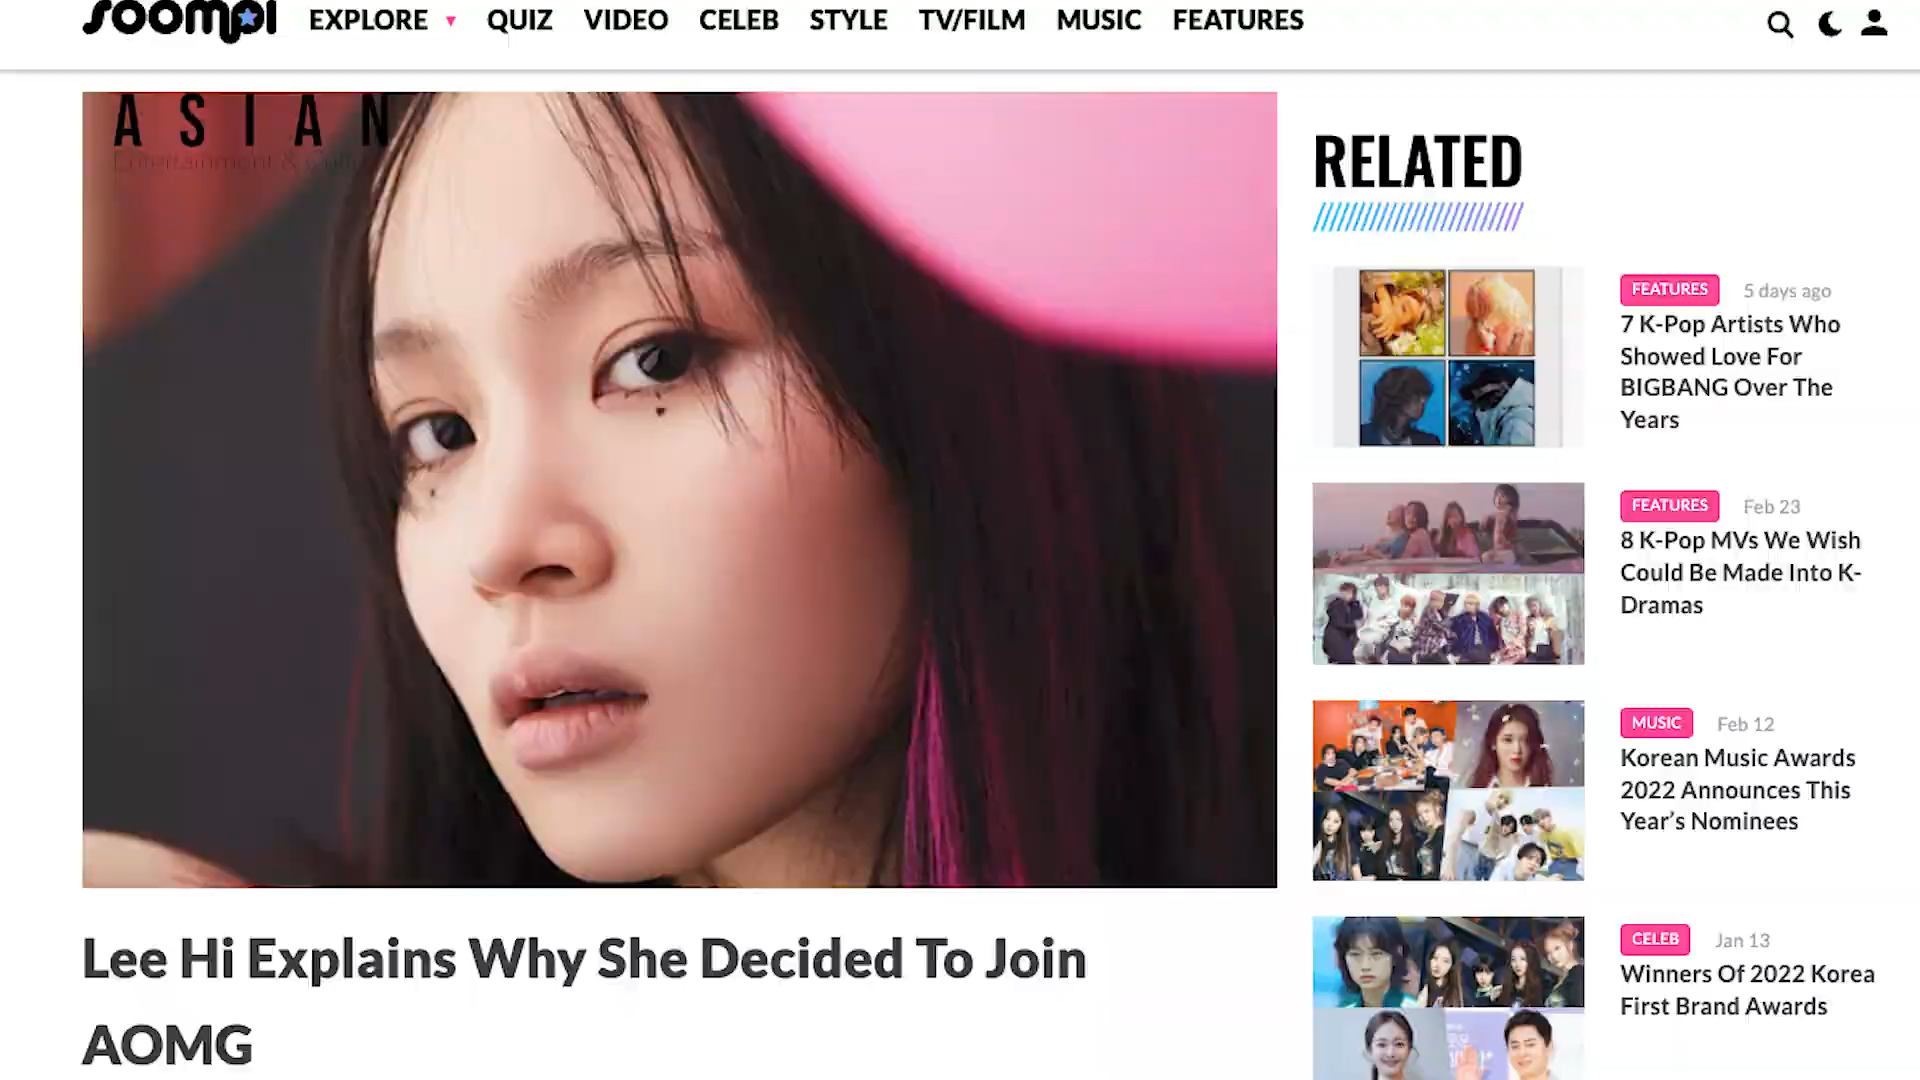 soompi
EXPLORE QUIZ VIDEO CELEB STYLE TV/FILM MUSIC FEATURES
ASIAN
Entertainment &
RELATED
FEATURES 5 days ago
7 K-Pop Artists Who
Showed Love For
BIGBANG Over The
Years
FEATURES Feb 23
8 K-Pop MVs We Wish
Could Be Made Into K-
Dramas
MUSIC Feb 12
Korean Music Awards
2022 Announces This
Year’s Nominees
CELEB Jan 13
Winners Of 2022 Korea
First Brand Awards
Lee Hi Explains Why She Decided To Join
AOMG